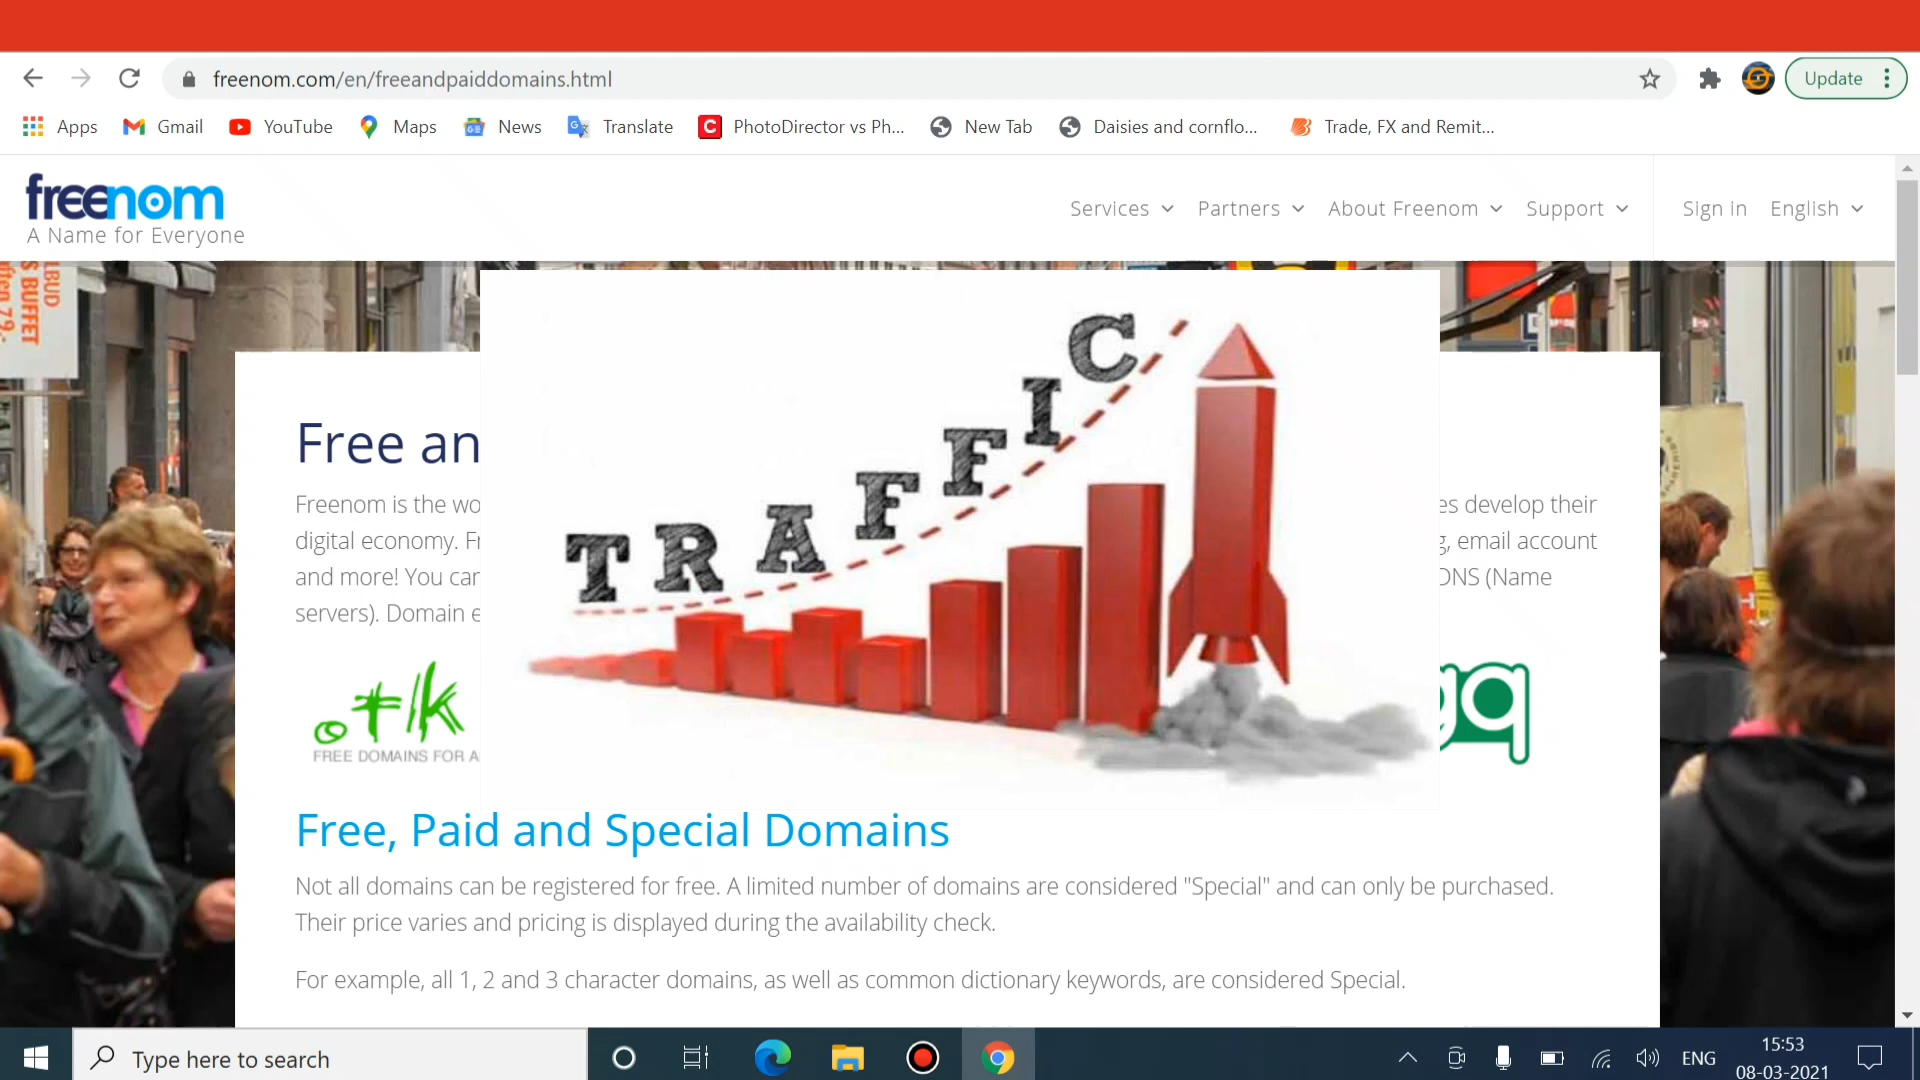 freenom.com/en/freeandpaiddomains.html
Update
Apps Gmail YouTube Maps News Translate PhotoDirector vs Ph... New Tab Daisies and cornflo... Trade, FX and Remit...
freenom
A Name for Everyone
Services Partners About Freenom Support Sign in English
BUFFET
TRAFFIC
Free an
Freenom is the wo
es develop their
digital economy. Fr
g, email account
and more! You car
DNS (Name
servers). Domain e
.tk
FREE DOMAINS FOR A
gq
Free, Paid and Special Domains
Not all domains can be registered for free. A limited number of domains are considered "Special" and can only be purchased.
Their price varies and pricing is displayed during the availability check.
For example, all 1, 2 and 3 character domains, as well as common dictionary keywords, are considered Special.
Type here to search
ENG
15:53
08-03-2021